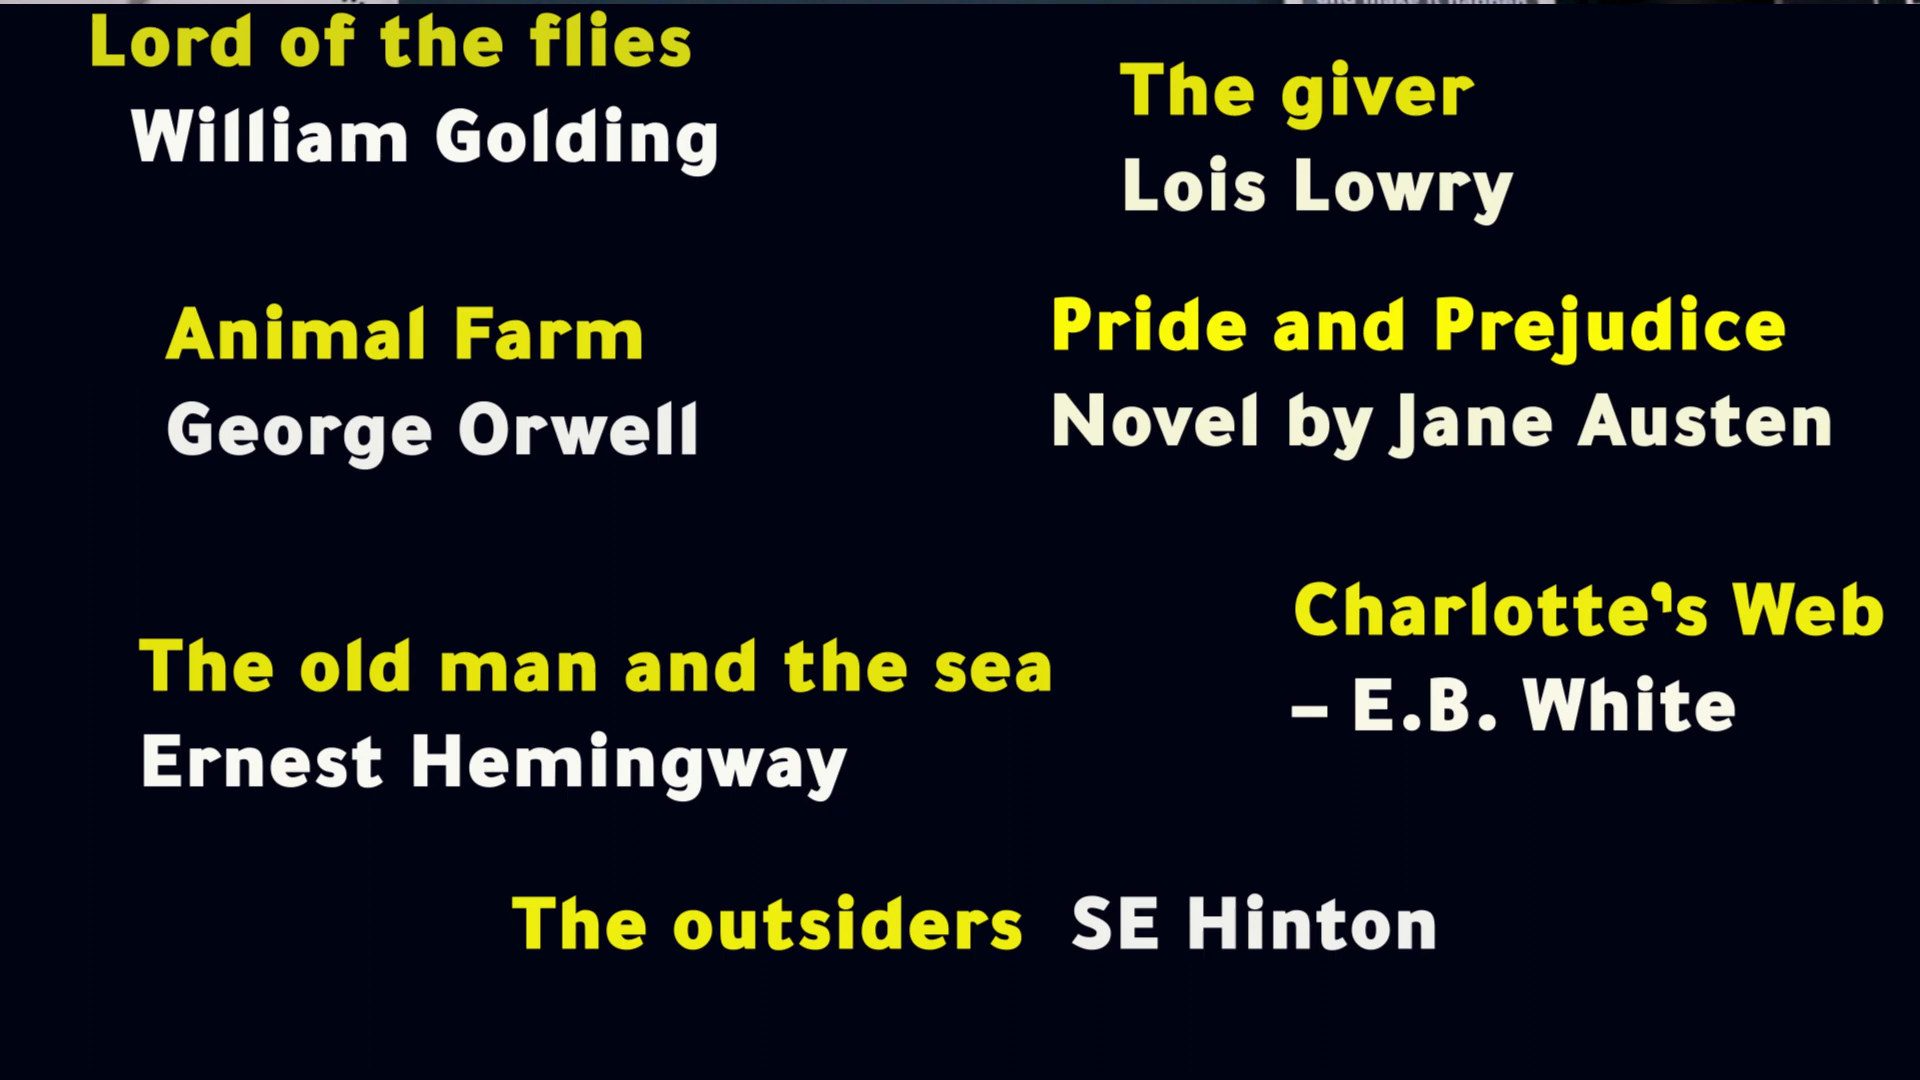 Lord of the flies
William Golding
The giver
Lois Lowry
Animal Farm
George Orwell
Pride and Prejudice
Novel by Jane Austen
The old man and the sea
Ernest Hemingway
Charlotte's Web
– E.B. White
The outsiders SE Hinton